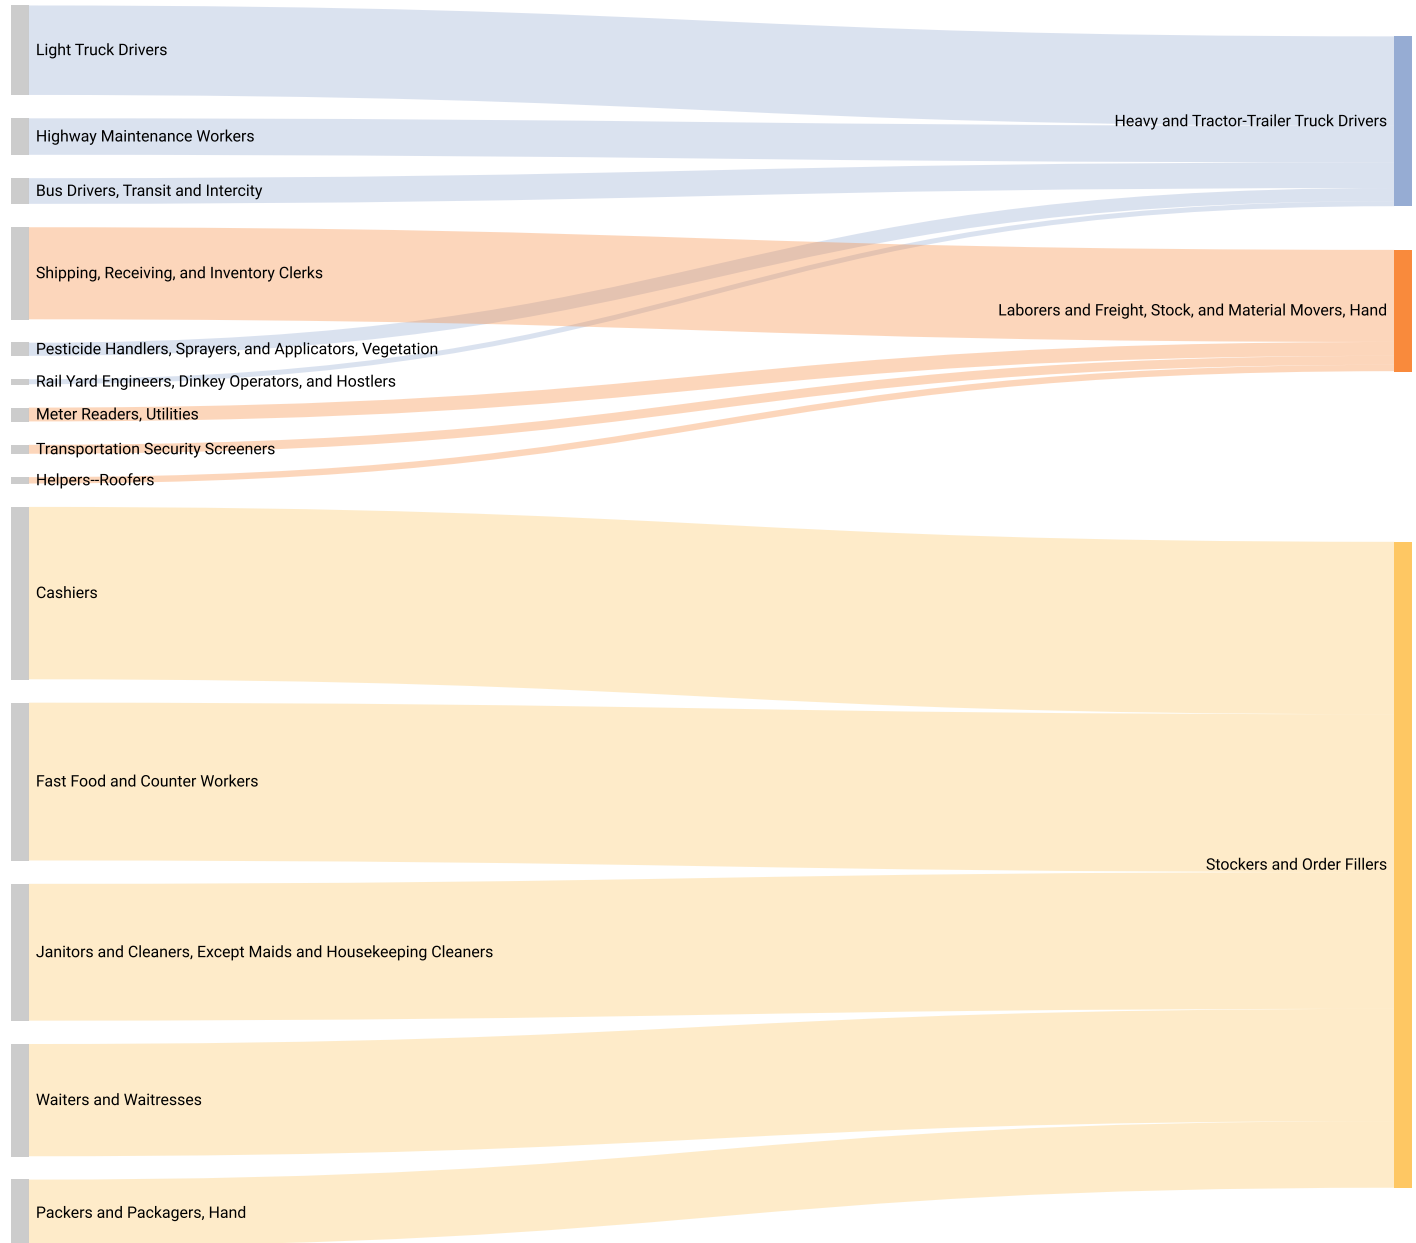 Light Truck Drivers
Heavy and Tractor-Trailer Truck Drivers
Highway Maintenance Workers
Bus Drivers, Transit and Intercity
Shipping, Receiving, and Inventory Clerks
Laborers and Freight, Stock, and Material Movers, Hand
Pesticide Handlers, Sprayers, and Applicators, Vegetation
Rail Yard Engineers, Dinkey Operators, and Hostlers
Meter Readers, Utilities
Transportation Security Screeners
Helpers--Roofers
Cashiers
Fast Food and Counter Workers
Stockers and Order Fillers
Janitors and Cleaners, Except Maids and Housekeeping Cleaners
Waiters and Waitresses
Packers and Packagers, Hand